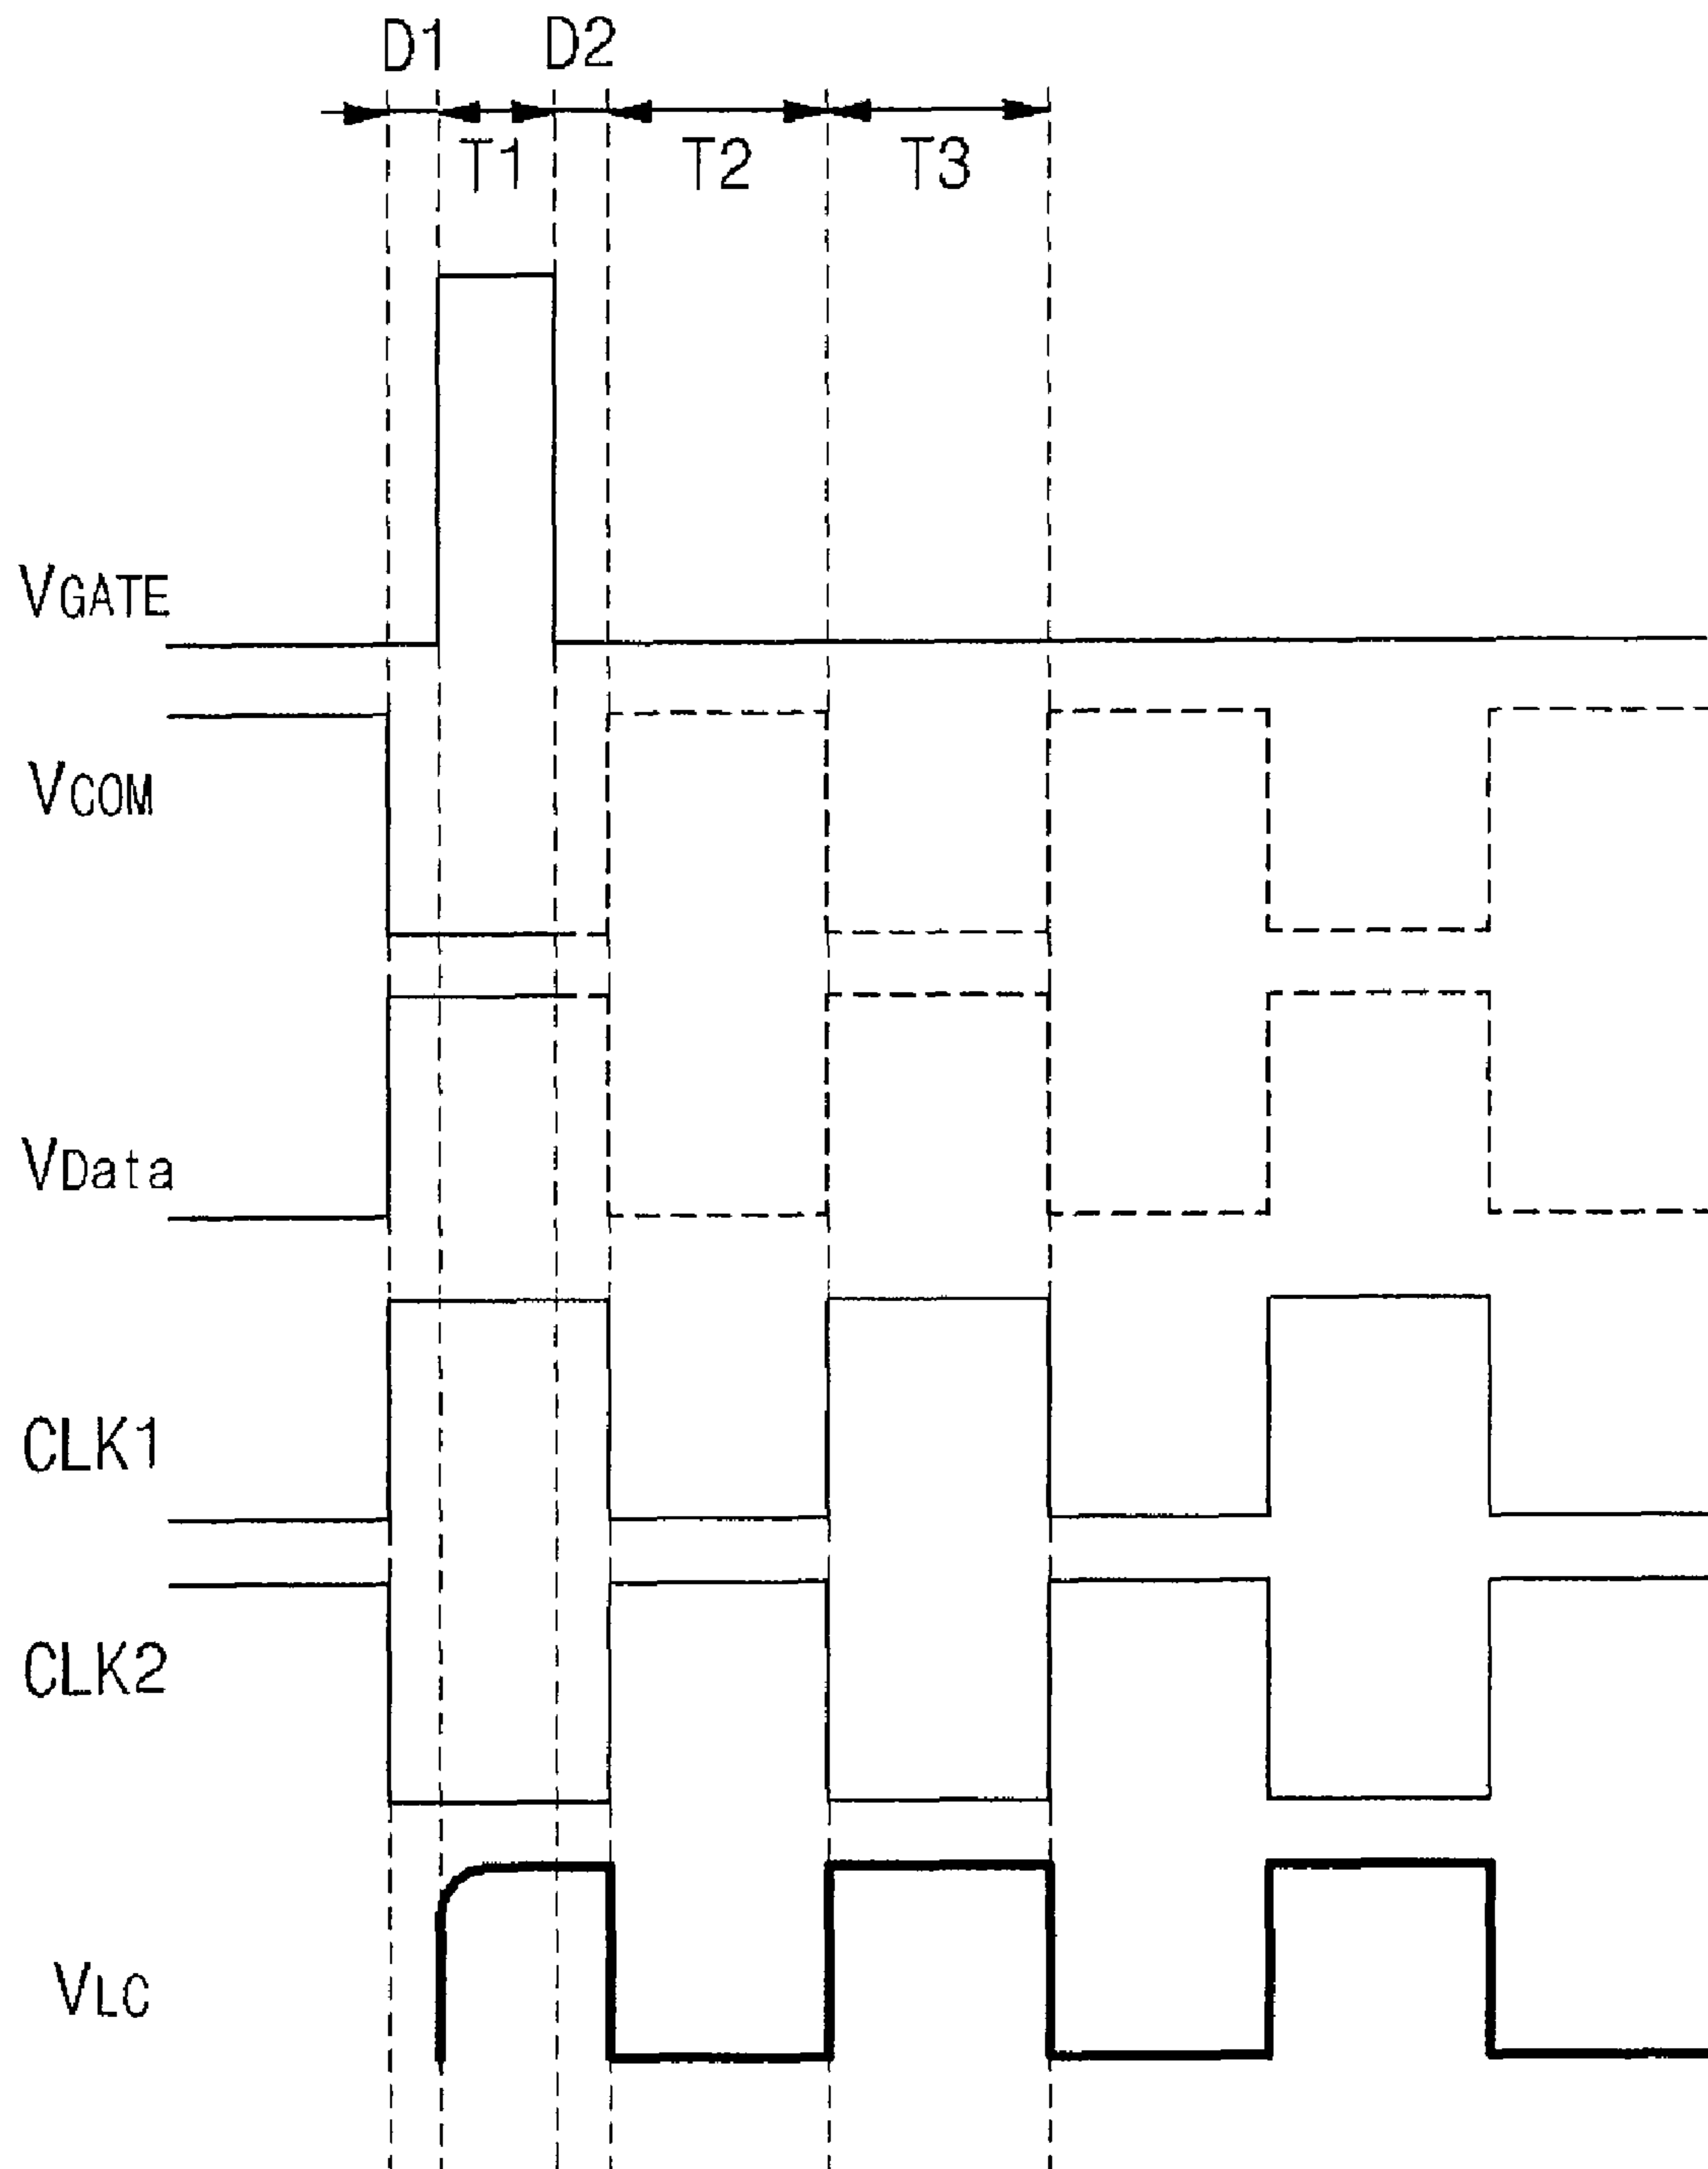 D1 D2
T1 T2 T3
VGATE
VCOM
VData
CLK1
CLK2
VLC